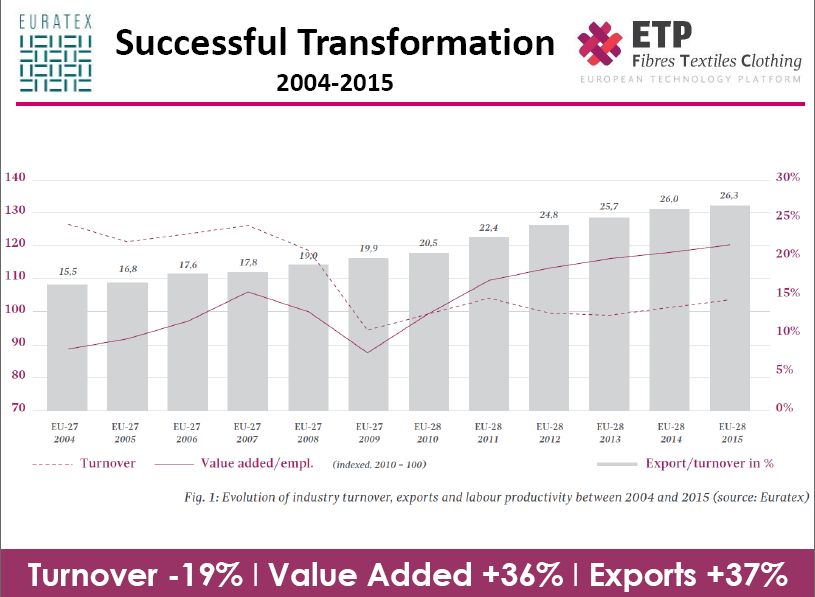 EURATEX
Successful Transformation
2004-2015
ETP
Fibres Textiles Clothing
EUROPEAN TECHNOLOGY PLATFORM
140
130
120
110
100
90
80
70
30%
25%
20%
15%
10%
5%
0%
15,5
16,8
17.6
17,8
19,0
19,9
20,5
22,4
24,8
25,7
26,0
26,3
EU-27 2004
EU-27 2005
EU-27 2006
EU-27 2007
EU-27 2008
EU-27 2009
EU-28 2010
EU-28 2011
EU-28 2012
EU-28 2013
EU-28 2014
EU-28 2015
Turnover
Value added/empl.
(indexed, 2010 = 100)
Export/turnover in %
Fig. 1: Evolution of industry turnover, exports and labour productivity between 2004 and 2015 (source: Euratex)
Turnover -19% | Value Added +36% | Exports +37%